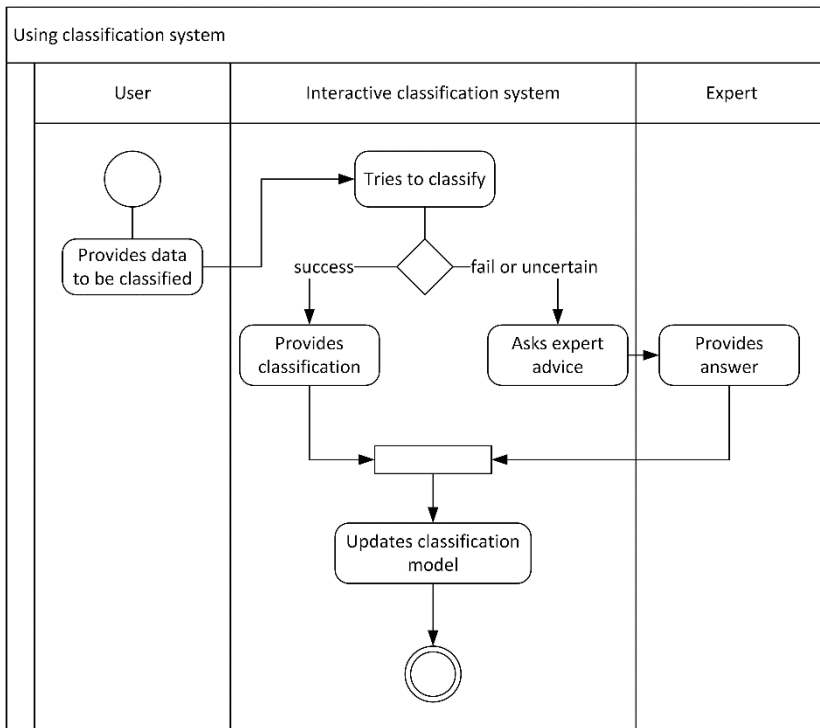 Using classification system
User
Interactive classification system
Expert
Tries to classify
Provides data
to be classified
success
fail or uncertain
Provides
classification
Asks expert
advice
Provides
answer
Updates classification
model